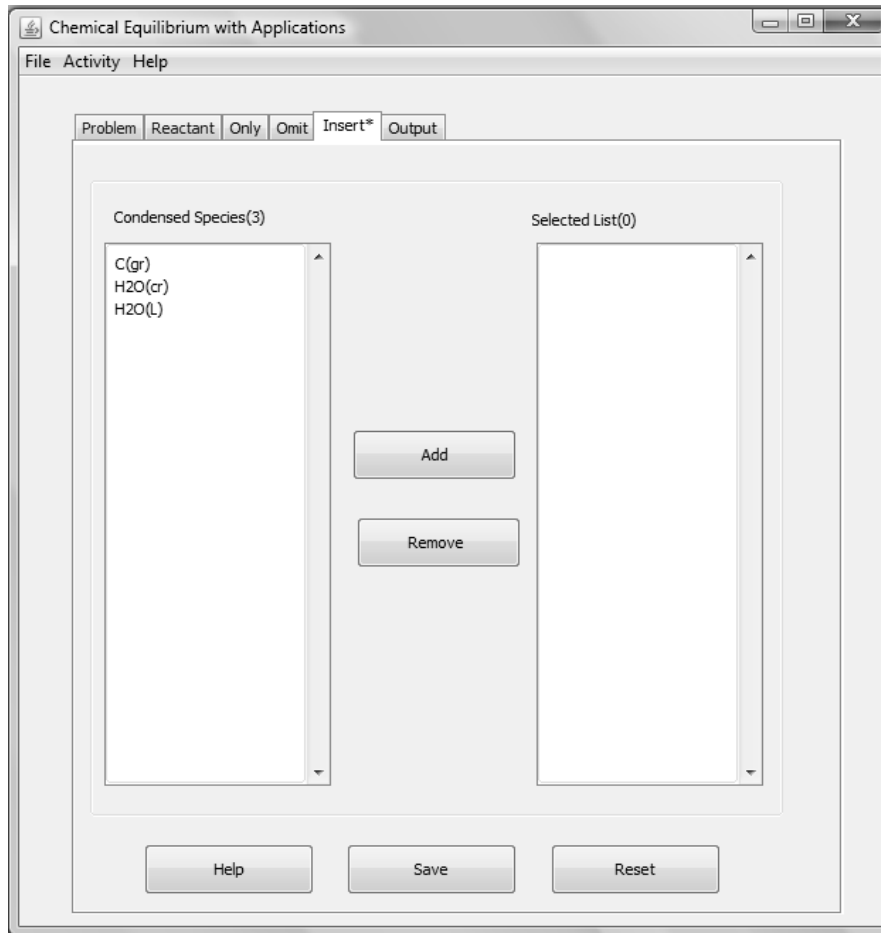 Chemical Equilibrium with Applications
File Activity Help
Problem Reactant Only Omit Insert* Output
Condensed Species(3) Selected List(0)
C(gr)
H2O(cr)
H2O(L)
Add
Remove
Help Save Reset